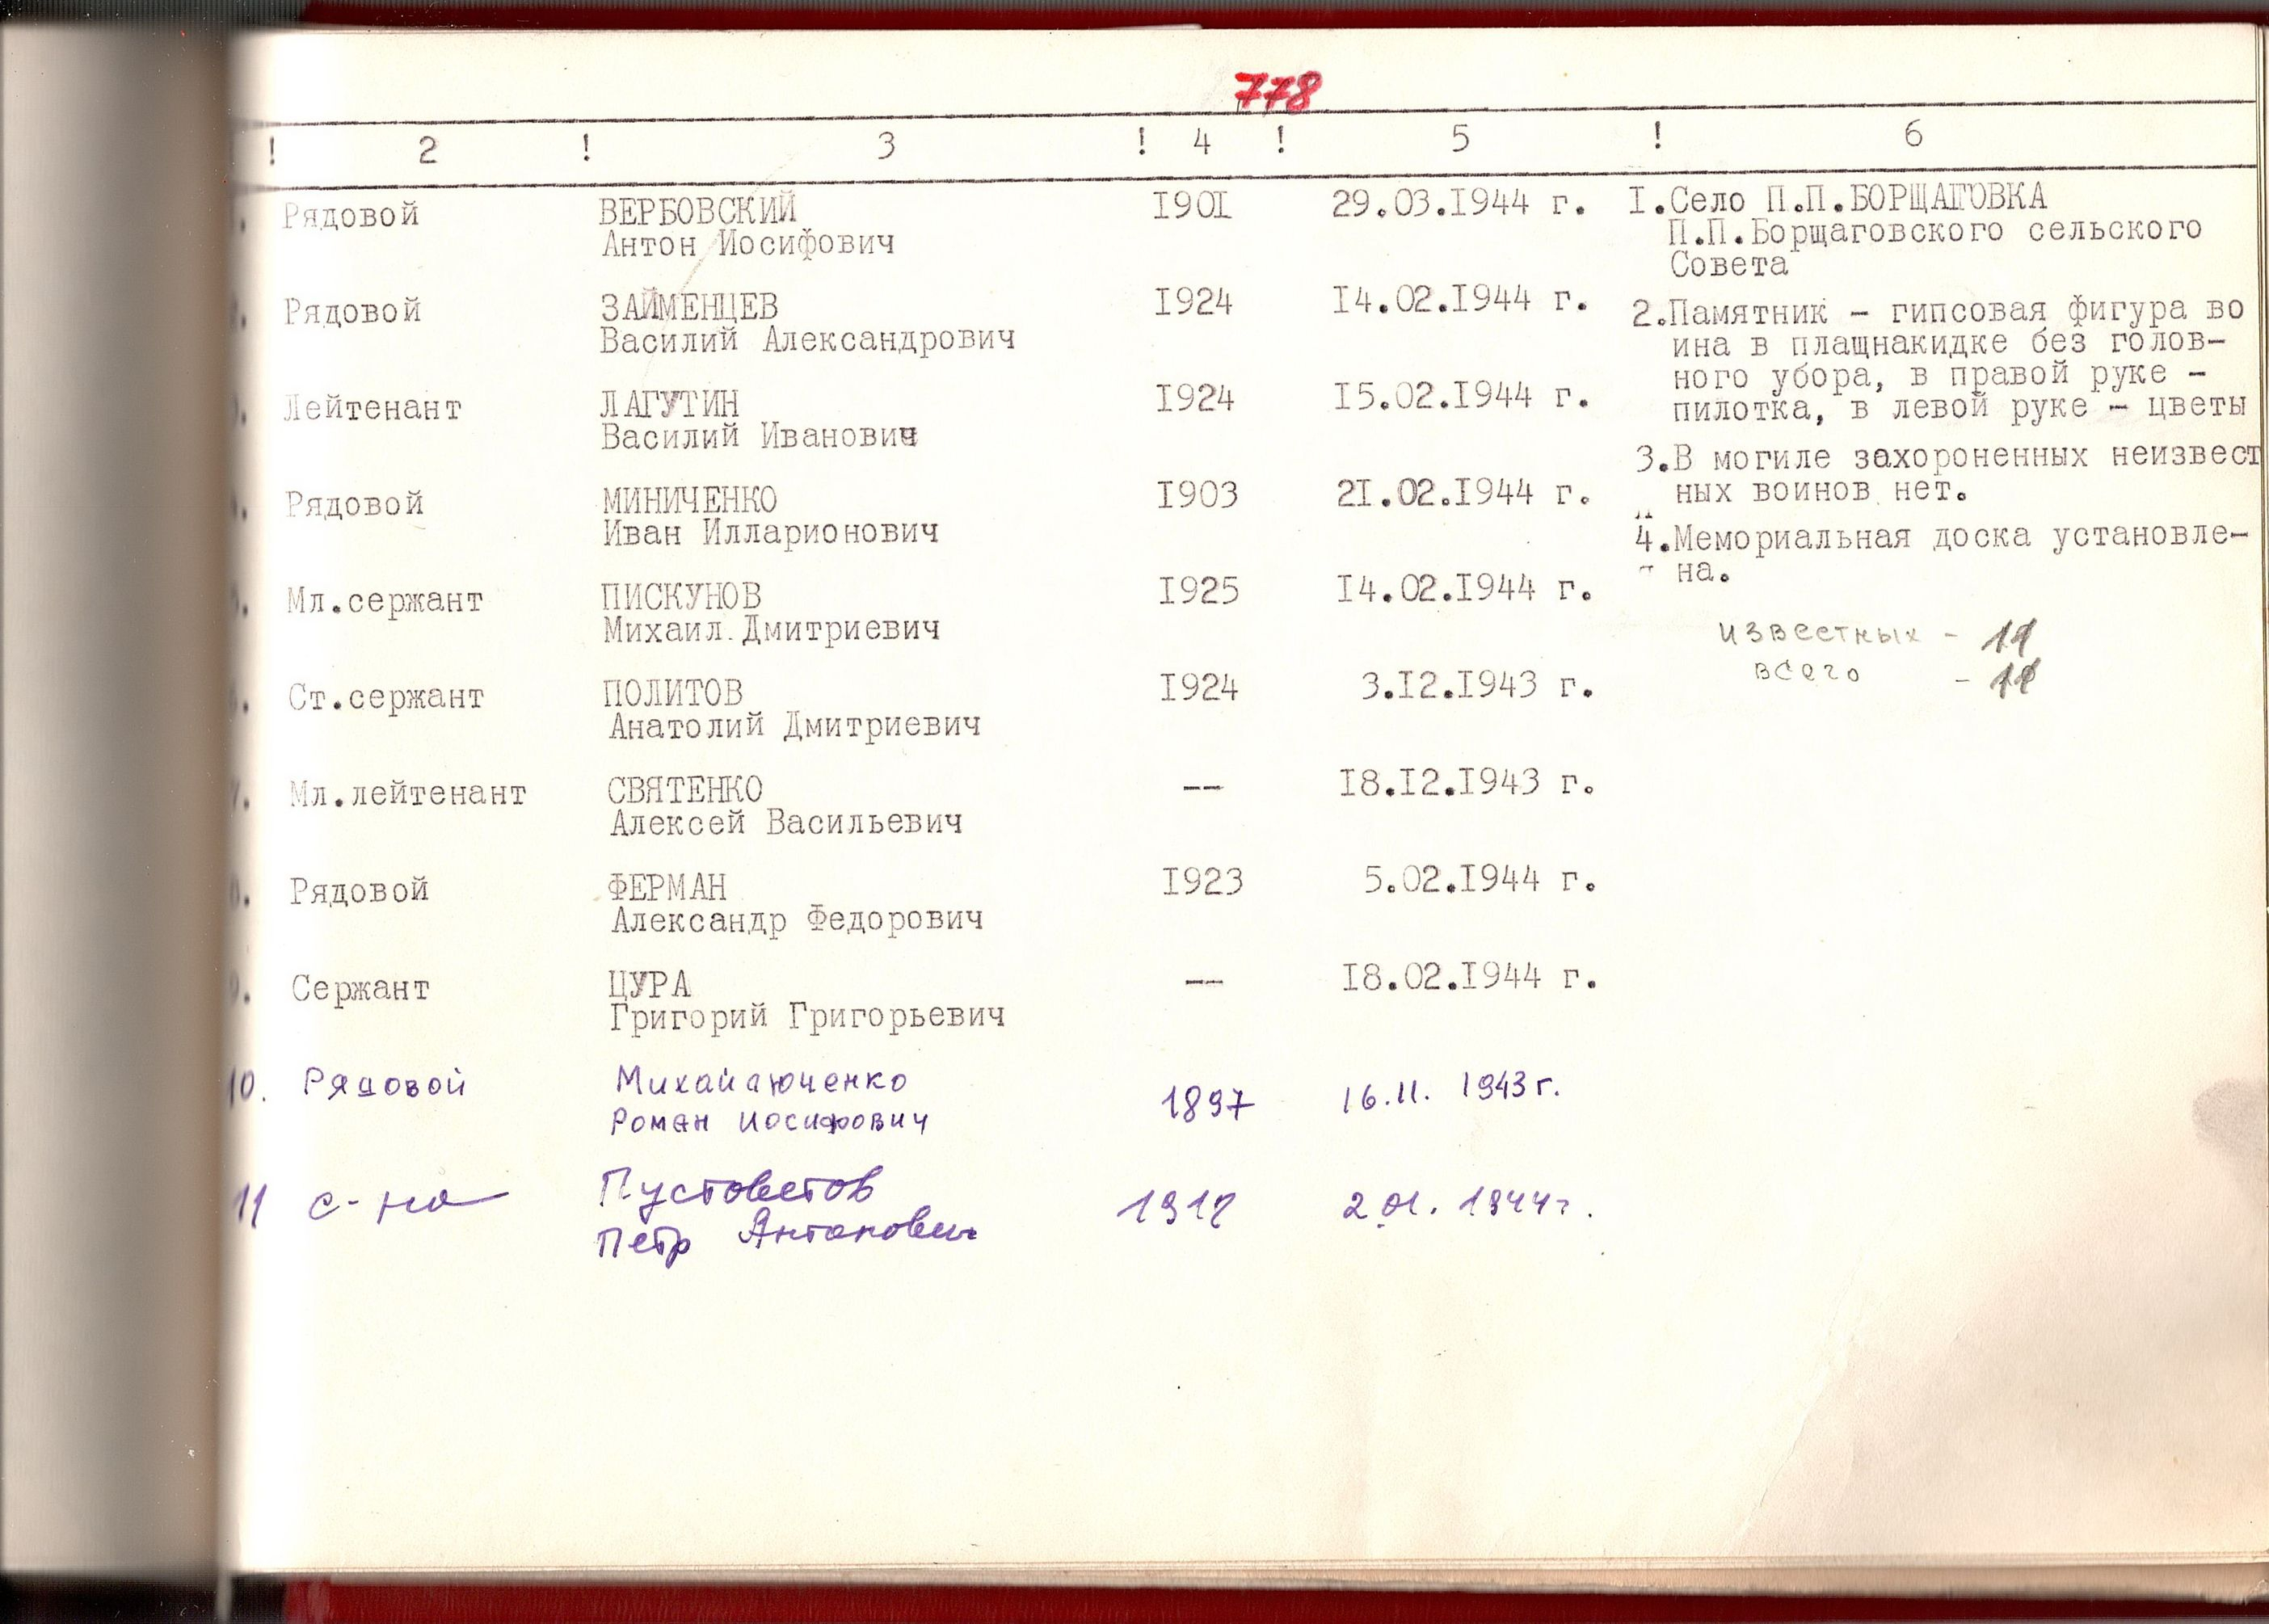 778
! 2 ! 3 ! 4 ! 5 ! 6
Рядовой ВЕРБОВСКИЙ I90I 29.03.I944 г.
Антон Иосифович
Рядовой ЗАЙМЕНЦЕВ I924 I4.02.I944 г.
Василий Александрович
Лейтенант ЛАГУТИН I924 I5.02.I944 г.
Василий Иванович
Рядовой МИНИЧЕНКО I903 2I.02.I944 г.
Иван Илларионович
Мл.сержант ПИСКУНОВ I925 I4.02.I944 г.
Михаил Дмитриевич
Ст.сержант ПОЛИТОВ I924 3.I2.I943 г.
Анатолий Дмитриевич
Мл.лейтенант СВЯТЕНКО -- I8.I2.I943 г.
Алексей Васильевич
Рядовой ФЕРМАН I923 5.02.I944 г.
Александр Федорович
Сержант ЦУРА -- I8.02.I944 г.
Григорий Григорьевич
10. Рядовой 1897 16.11. 1943 г.
Роман Иосифович
11 с-на Пустоветов 2.01. 1944 г.
Петр Антонович
I.Село П.П.БОРЩАГОВКА
П.П.Борщаговского сельского
Совета
2.Памятник - гипсовая фигура во
ина в плащнакидке без голов-
ного убора, в правой руке -
пилотка, в левой руке - цветы
3.В могиле захороненных неизвест
ных воинов нет.
4.Мемориальная доска установле-
на.
известных - 11
всего - 11